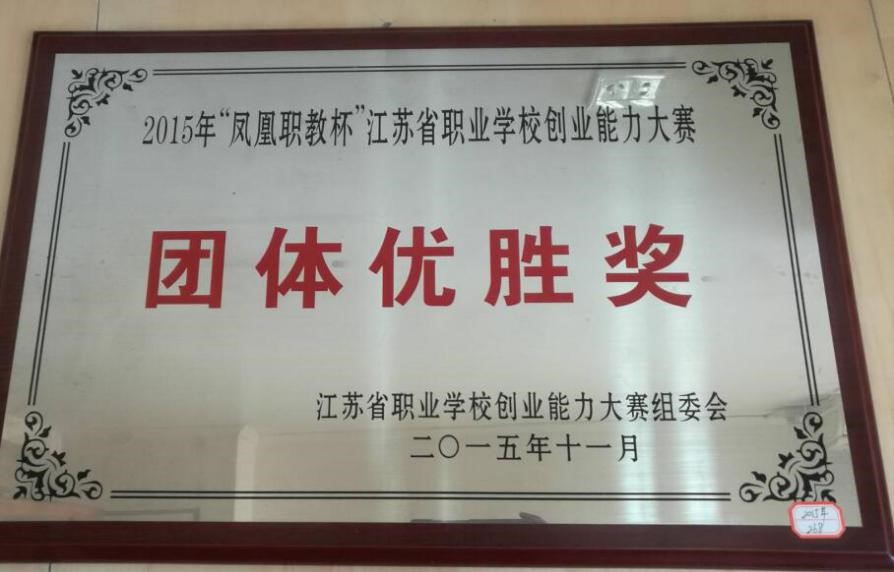 2015年“凤凰职教杯”江苏省职业学校创业能力大赛
团体优胜奖
江苏省职业学校创业能力大赛组委会
二〇一五年十一月
2015年
268